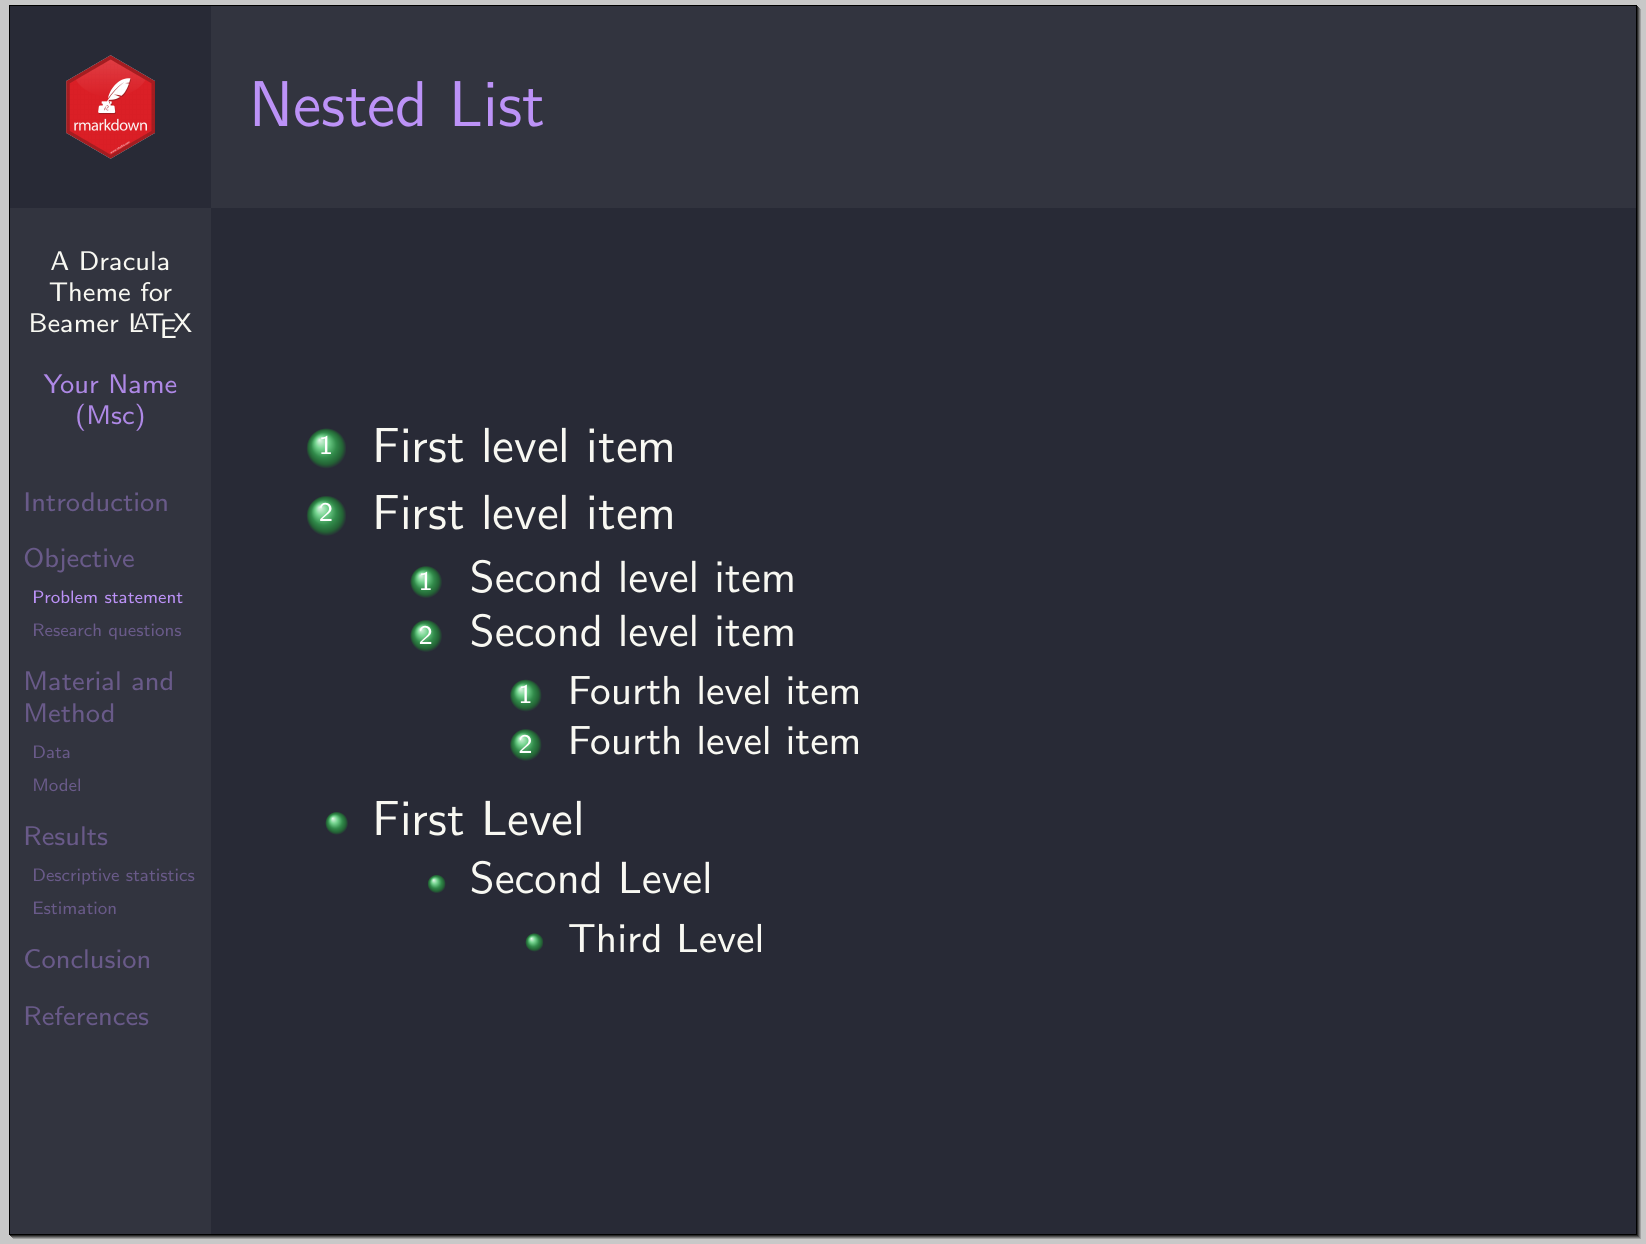 rmarkdown
Nested List
A Dracula
Theme for
Beamer LATEX
Your Name
(Msc)
Introduction
Objective
Problem statement
Research questions
Material and
Method
Data
Model
Results
Descriptive statistics
Estimation
Conclusion
References
1 First level item
2 First level item
1 Second level item
2 Second level item
1 Fourth level item
2 Fourth level item
First Level
Second Level
Third Level